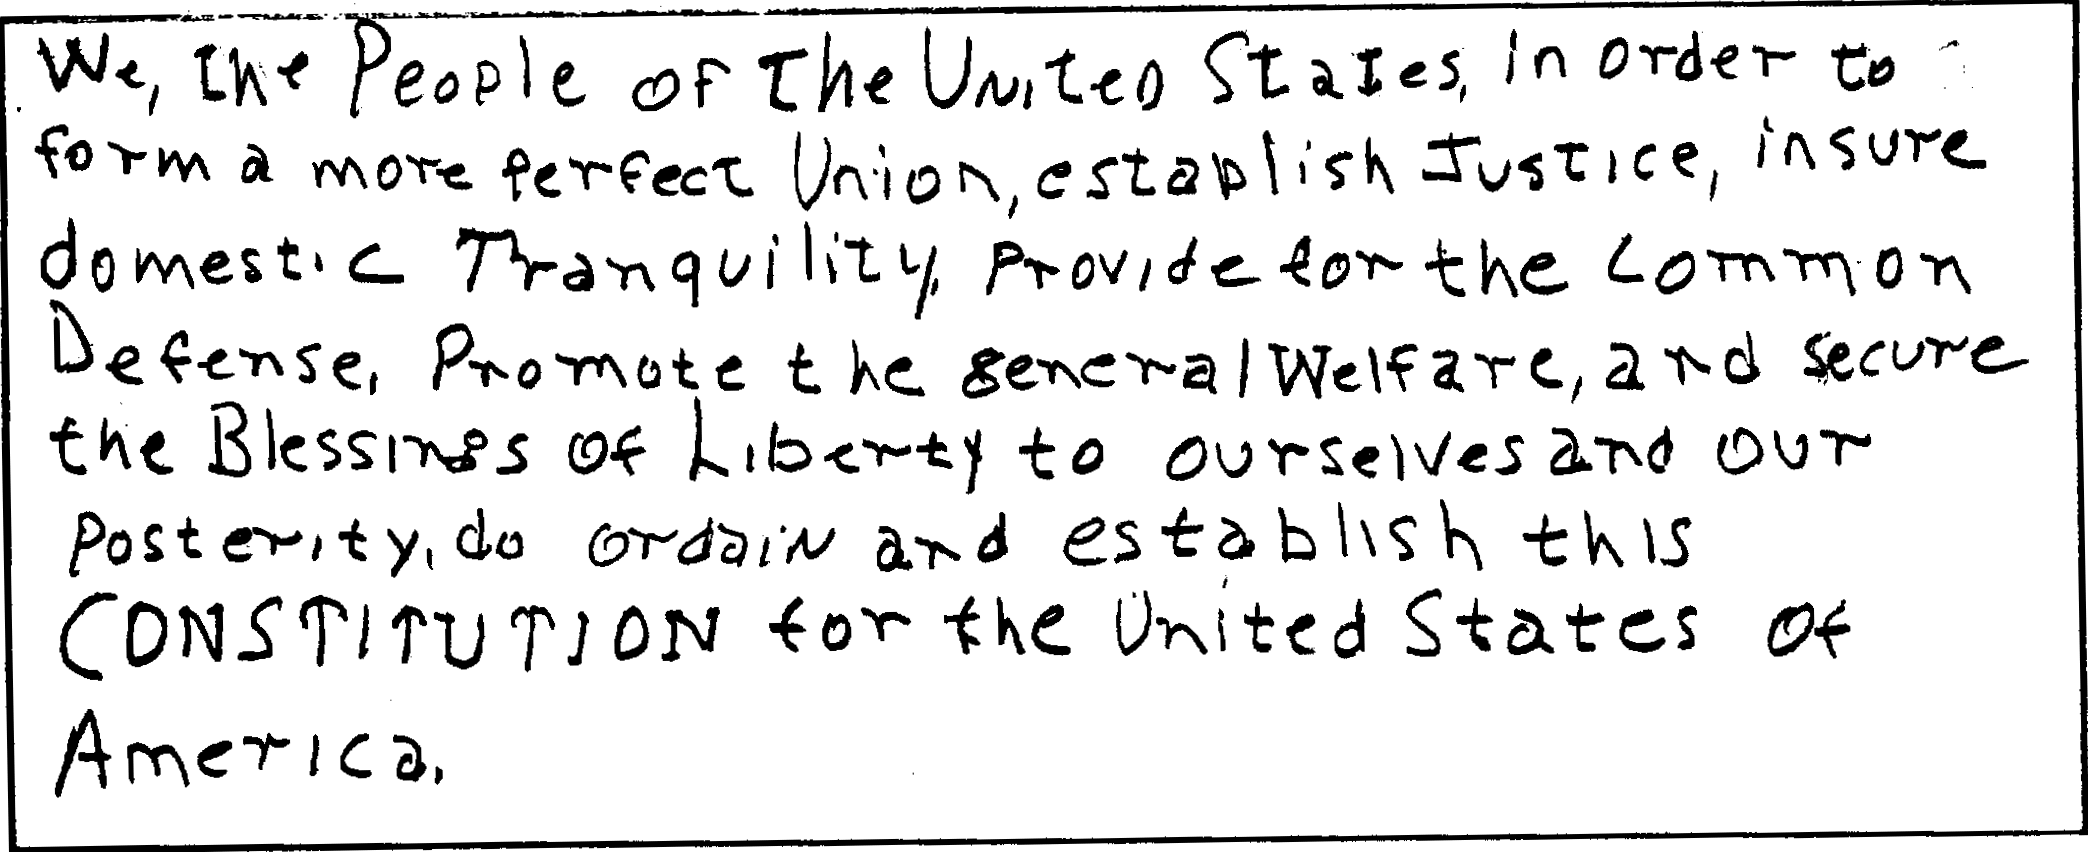 We, the People of the United States, in order to
form a more perfect Union, establish Justice, insure
domestic Tranquility, provide for the common
Defense, Promote the general Welfare, and secure
the Blessings of Liberty to ourselves and our
Posterity, do ordain and establish this
CONSTITUTION for the United States of
America.